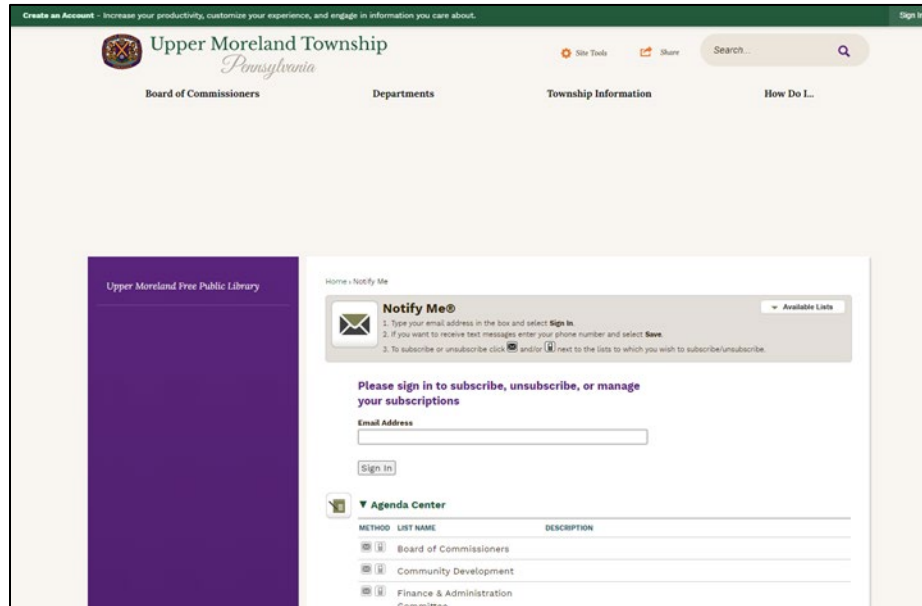 Create an Account - Increase your productivity, customize your experience, and engage in information you care about.
Sign In
Upper Moreland Township
Pennsylvania
Site Tools
Share
Search...
Board of Commissioners
Departments
Township Information
How Do I...
Upper Moreland Free Public Library
Home › Notify Me
Notify Me®
Available Lists
1. Type your email address in the box and select Sign In.
2. If you want to receive text messages enter your phone number and select Save.
3. To subscribe or unsubscribe click and/or next to the lists to which you wish to subscribe/unsubscribe.
Please sign in to subscribe, unsubscribe, or manage
your subscriptions
Email Address
Sign In
▼ Agenda Center
METHOD LIST NAME DESCRIPTION
Board of Commissioners
Community Development
Finance & Administration
Committee